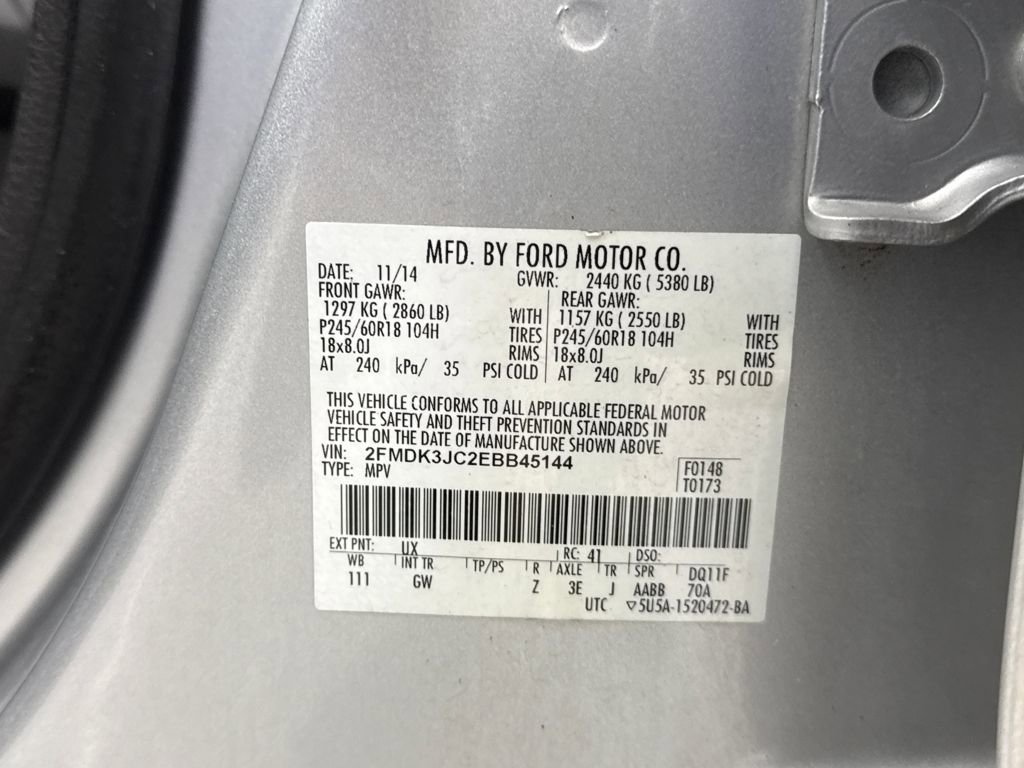 MFD. BY FORD MOTOR CO.
DATE: 11/14 GVWR: 2440 KG ( 5380 LB)
FRONT GAWR: REAR GAWR:
1297 KG ( 2860 LB) WITH 1157 KG ( 2550 LB) WITH
P245/60R18 104H TIRES P245/60R18 104H TIRES
18x8.0J RIMS 18x8.0J RIMS
AT 240 kPa/ 35 PSI COLD AT 240 kPa/ 35 PSI COLD
THIS VEHICLE CONFORMS TO ALL APPLICABLE FEDERAL MOTOR
VEHICLE SAFETY AND THEFT PREVENTION STANDARDS IN
EFFECT ON THE DATE OF MANUFACTURE SHOWN ABOVE.
VIN: 2FMDK3JC2EBB45144
TYPE: MPV
F0148
T0173
EXT PNT: UX RC: 41 DSO:
WB INT TR TP/PS R AXLE TR SPR DQ11F
111 GW Z 3E J AABB 70A
UTC ▽5U5A-1520472-BA